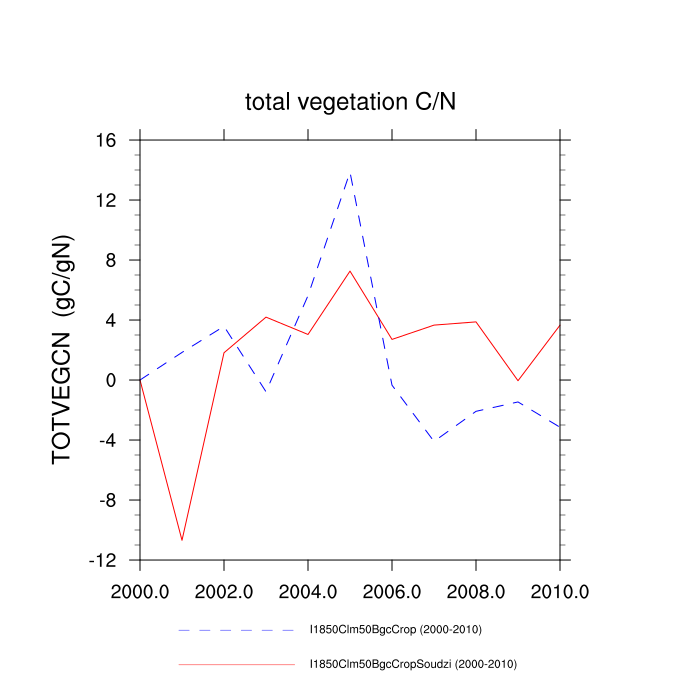 total vegetation C/N
TOTVEGCN (gC/gN)
16
12
8
4
0
-4
-8
-12
2000.0 2002.0 2004.0 2006.0 2008.0 2010.0
I1850Clm50BgcCrop (2000-2010)
I1850Clm50BgcCropSoudzi (2000-2010)